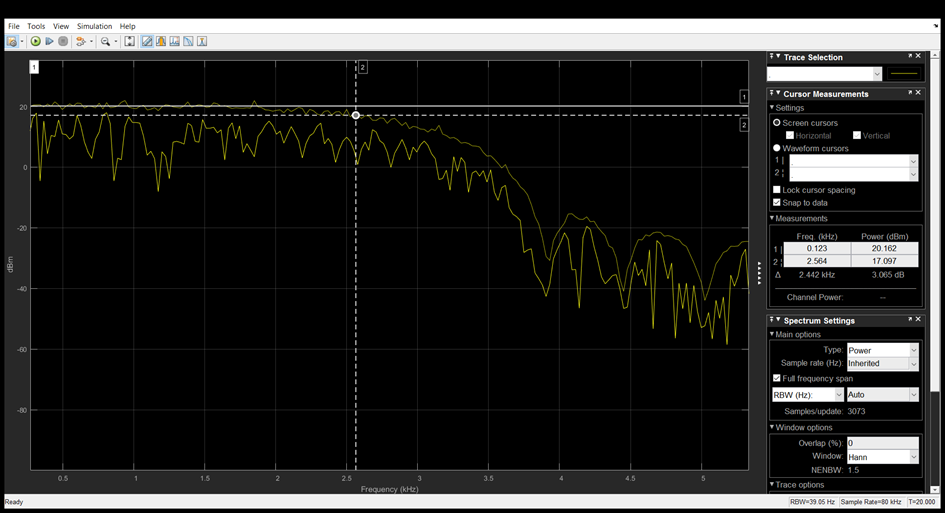 File Tools View Simulation Help
1
2
Trace Selection
Cursor Measurements
Settings
Screen cursors
Horizontal Vertical
Waveform cursors
1 |
2 ¦
Lock cursor spacing
Snap to data
Measurements
Freq. (kHz) Power (dBm)
1 | 0.123 20.162
2 ¦ 2.564 17.097
Δ 2.442 kHz 3.065 dB
Channel Power: --
Spectrum Settings
Main options
Type: Power
Sample rate (Hz): Inherited
Full frequency span
RBW (Hz): Auto
Samples/update: 3073
Window options
Overlap (%): 0
Window: Hann
NENBW: 1.5
Trace options
1
2
20
0
-20
-40
-60
-80
dBm
0.5 1 1.5 2 2.5 3 3.5 4 4.5 5
Frequency (kHz)
Ready RBW=39.05 Hz Sample Rate=80 kHz T=20.000